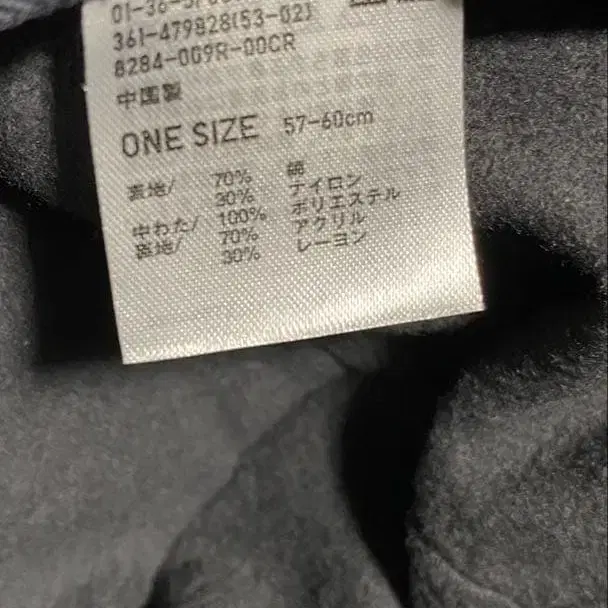 361-479828(53-02)
8284-009R-00CR
中国製
ONE SIZE 57-60cm
表地/ 70% 綿
30% ナイロン
中わた/ 100% ポリエステル
裏地/ 70% アクリル
30% レーヨン